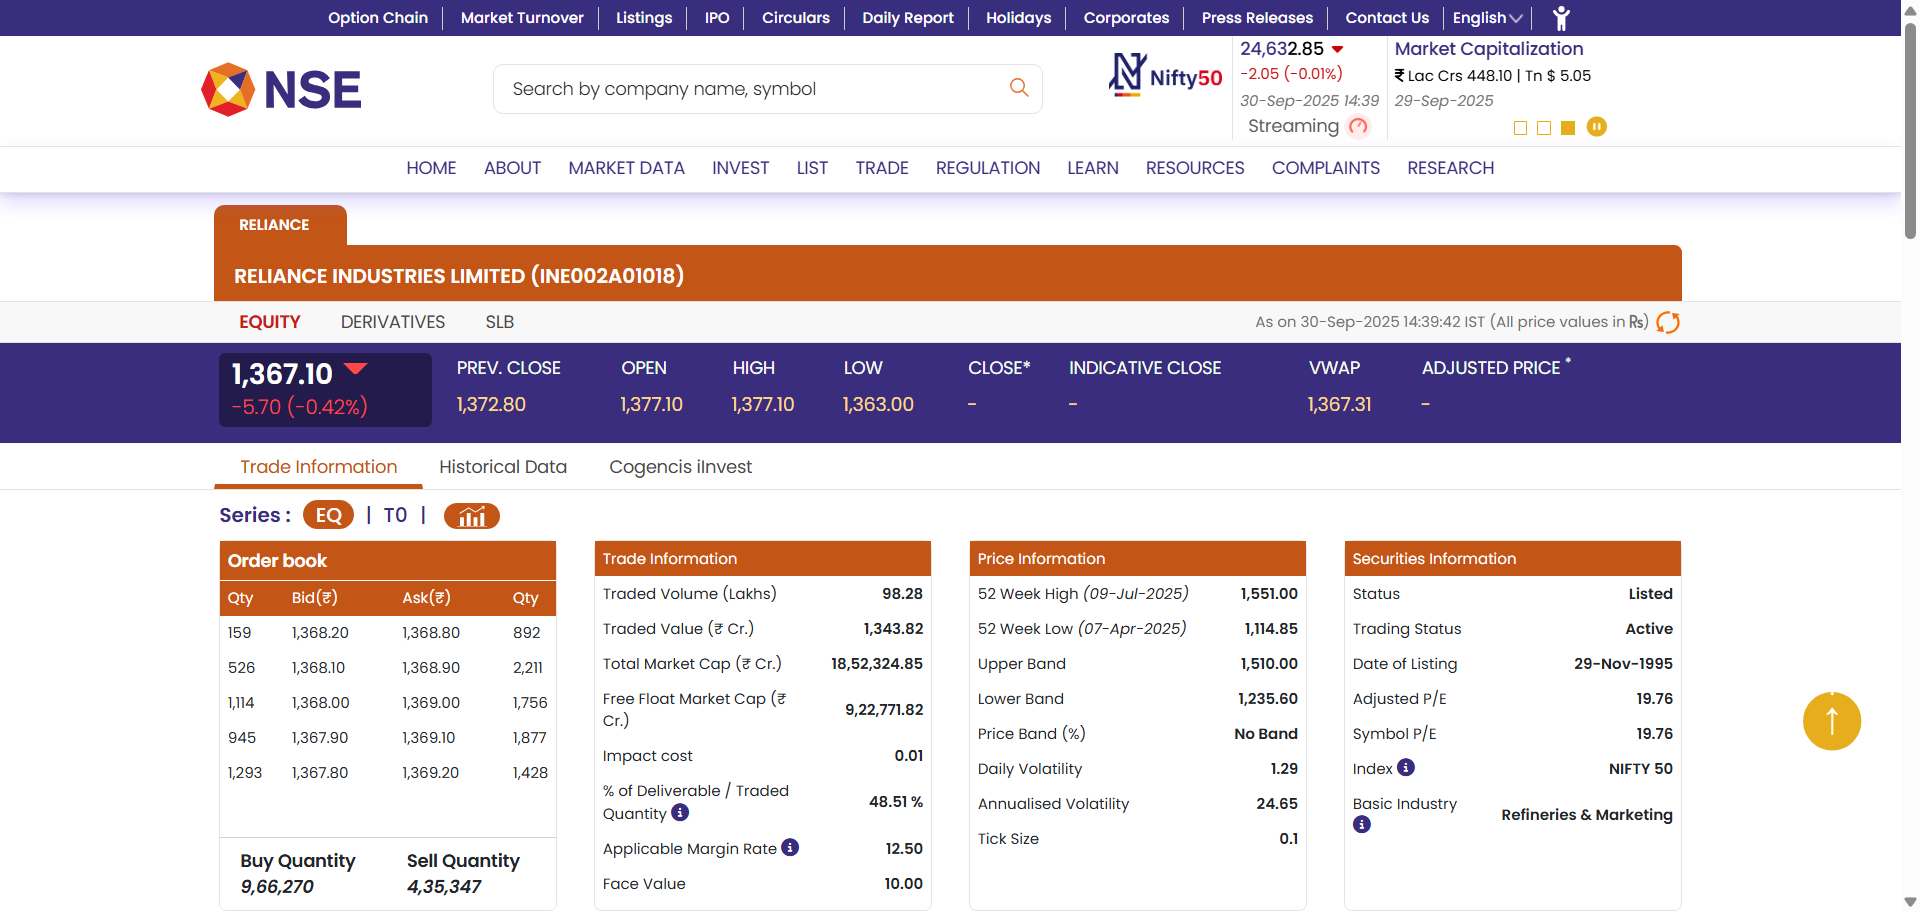 Option Chain
Market Turnover
Listings
IPO
Circulars
Daily Report
Holidays
Corporates
Press Releases
Contact Us
English
NSE
Search by company name, symbol
Nifty50
24,632.85
-2.05 (-0.01%)
30-Sep-2025 14:39
Streaming
Market Capitalization
₹ Lac Crs 448.10 | Tn $ 5.05
29-Sep-2025
HOME ABOUT MARKET DATA INVEST LIST TRADE REGULATION LEARN RESOURCES COMPLAINTS RESEARCH
RELIANCE
RELIANCE INDUSTRIES LIMITED (INE002A01018)
EQUITY DERIVATIVES SLB
As on 30-Sep-2025 14:39:42 IST (All price values in ₨)
1,367.10
-5.70 (-0.42%)
PREV. CLOSE OPEN HIGH LOW CLOSE* INDICATIVE CLOSE VWAP ADJUSTED PRICE *
1,372.80 1,377.10 1,377.10 1,363.00 - - 1,367.31 -
Trade Information Historical Data Cogencis iInvest
Series : EQ | T0 |
Order book
Qty Bid(₹) Ask(₹) Qty
159 1,368.20 1,368.80 892
526 1,368.10 1,368.90 2,211
1,114 1,368.00 1,369.00 1,756
945 1,367.90 1,369.10 1,877
1,293 1,367.80 1,369.20 1,428
Buy Quantity Sell Quantity
9,66,270 4,35,347
Trade Information
Traded Volume (Lakhs) 98.28
Traded Value (₹ Cr.) 1,343.82
Total Market Cap (₹ Cr.) 18,52,324.85
Free Float Market Cap (₹
Cr.) 9,22,771.82
Impact cost 0.01
% of Deliverable / Traded
Quantity 48.51 %
Applicable Margin Rate 12.50
Face Value 10.00
Price Information
52 Week High (09-Jul-2025) 1,551.00
52 Week Low (07-Apr-2025) 1,114.85
Upper Band 1,510.00
Lower Band 1,235.60
Price Band (%) No Band
Daily Volatility 1.29
Annualised Volatility 24.65
Tick Size 0.1
Securities Information
Status Listed
Trading Status Active
Date of Listing 29-Nov-1995
Adjusted P/E 19.76
Symbol P/E 19.76
Index NIFTY 50
Basic Industry Refineries & Marketing